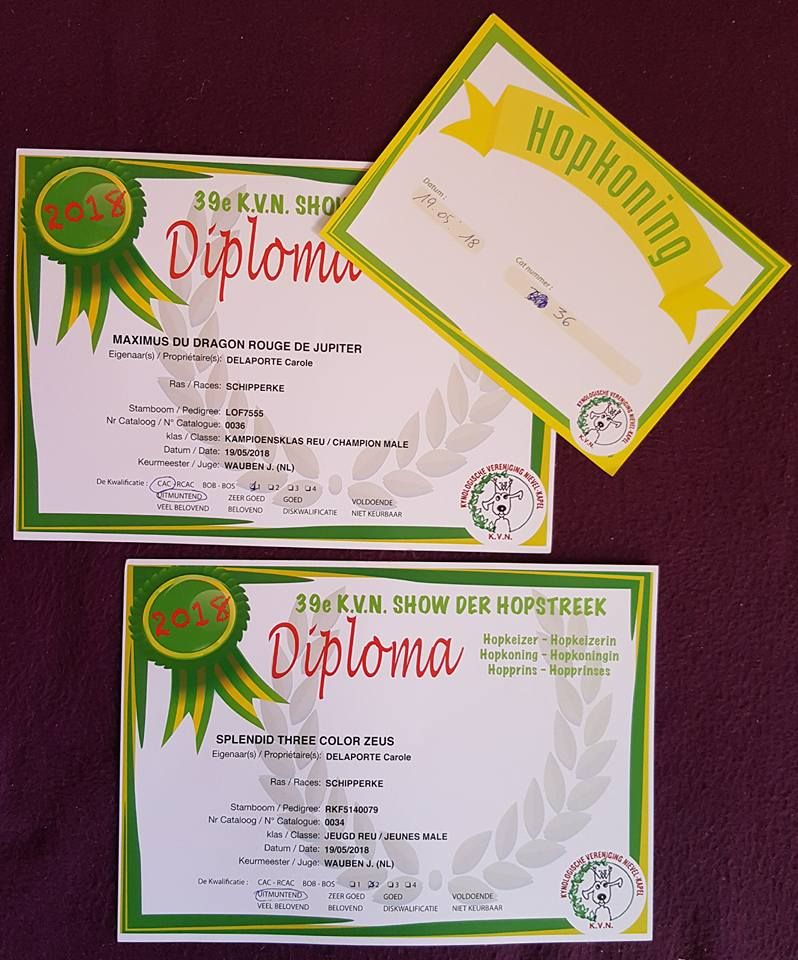 Hopkoning
Datum :
19.05.'18
Cat nummer :
36
KYNOLOGISCHE VERENIGING NIEVEL-KAPEL
K.V.N.
2018
39e K.V.N. SHOW
Diploma
MAXIMUS DU DRAGON ROUGE DE JUPITER
Eigenaar(s) / Propriétaire(s): DELAPORTE Carole
Ras / Races: SCHIPPERKE
Stamboom / Pedigree: LOF7555
Nr Cataloog / N° Catalogue: 0036
klas / Classe: KAMPIOENSKLAS REU / CHAMPION MALE
Datum / Date: 19/05/2018
Keurmeester / Juge: WAUBEN J. (NL)
De Kwalificatie : CAC - RCAC BOB - BOS 1 2 3 4
UITMUNTEND ZEER GOED GOED VOLDOENDE
VEEL BELOVEND BELOVEND DISKWALIFICATIE NIET KEURBAAR
KYNOLOGISCHE VERENIGING NIEVEL-KAPEL
K.V.N.
2018
39e K.V.N. SHOW DER HOPSTREEK
Diploma
Hopkeizer - Hopkeizerin
Hopkoning - Hopkoningin
Hopprins - Hopprinses
SPLENDID THREE COLOR ZEUS
Eigenaar(s) / Propriétaire(s): DELAPORTE Carole
Ras / Races: SCHIPPERKE
Stamboom / Pedigree: RKF5140079
Nr Cataloog / N° Catalogue: 0034
klas / Classe: JEUGD REU / JEUNES MALE
Datum / Date: 19/05/2018
Keurmeester / Juge: WAUBEN J. (NL)
De Kwalificatie : CAC - RCAC BOB - BOS 1 2 3 4
UITMUNTEND ZEER GOED GOED VOLDOENDE
VEEL BELOVEND BELOVEND DISKWALIFICATIE NIET KEURBAAR
KYNOLOGISCHE VERENIGING NIEVEL-KAPEL
K.V.N.